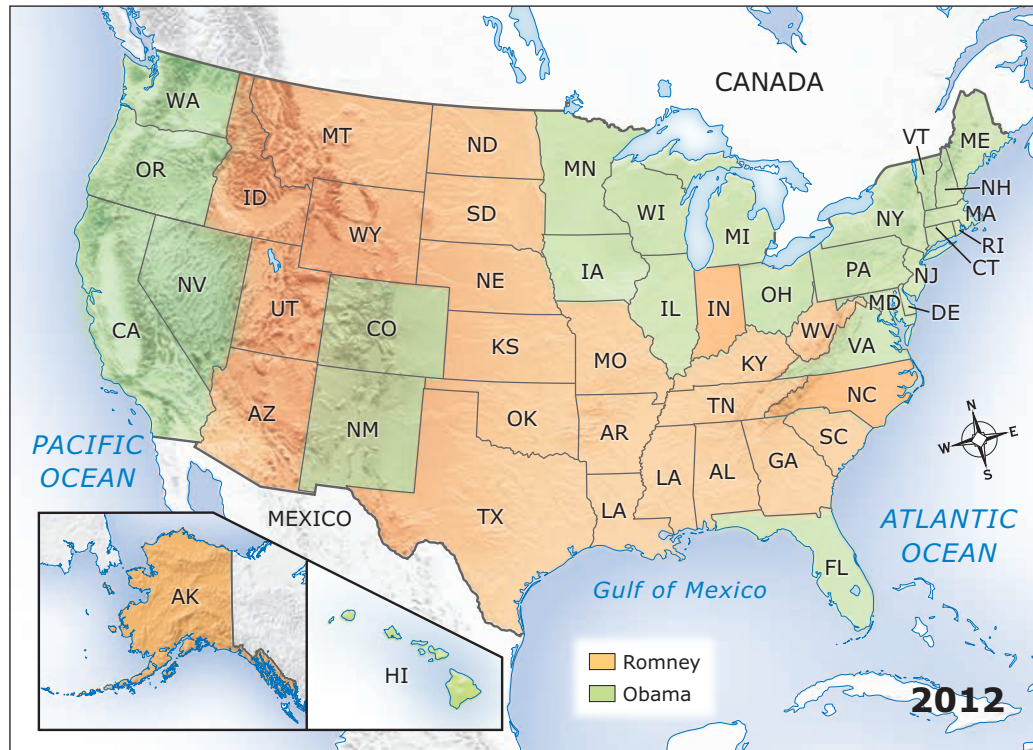 CANADA
WA
MT
ND
MN
VT
ME
OR
ID
SD
WI
NH
WY
MI
NY
MA
RI
CT
NE
IA
PA
NJ
NV
UT
CO
IL
IN
OH
MD
DE
CA
KS
MO
WV
VA
KY
AZ
NM
OK
AR
TN
NC
SC
LA
AL
GA
TX
LA
FL
PACIFIC
OCEAN
MEXICO
ATLANTIC
OCEAN
Gulf of Mexico
N
W
E
S
AK
HI
Romney
Obama
2012